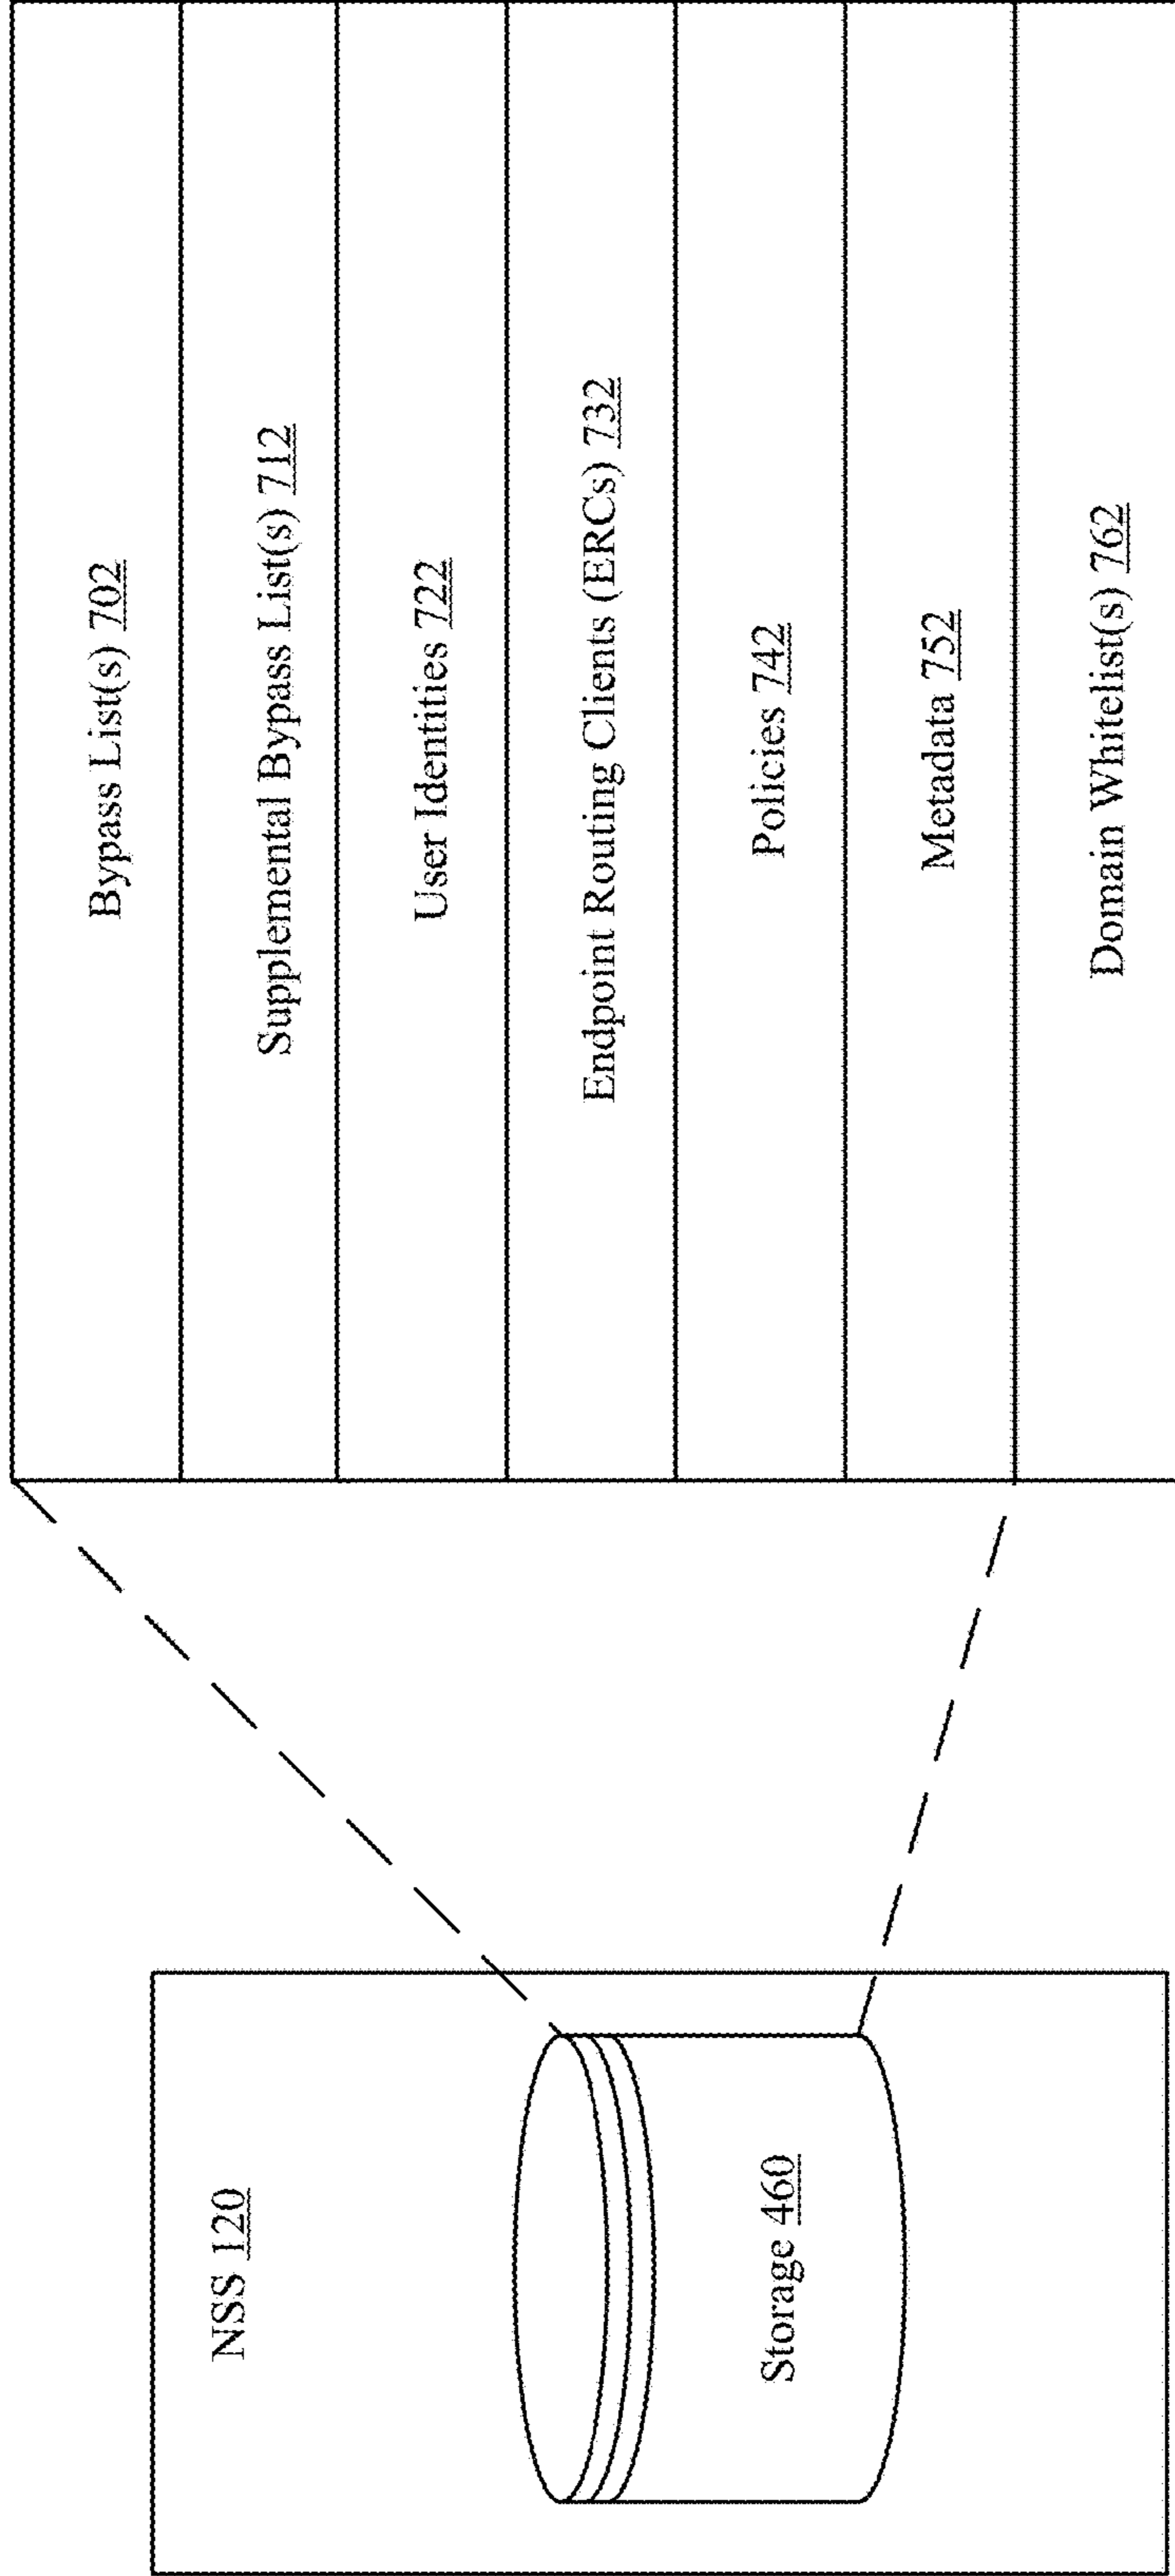 NSS 120
Storage 460
Bypass List(s) 702
Supplemental Bypass List(s) 712
User Identities 722
Endpoint Routing Clients (ERCs) 732
Policies 742
Metadata 752
Domain Whitelist(s) 762